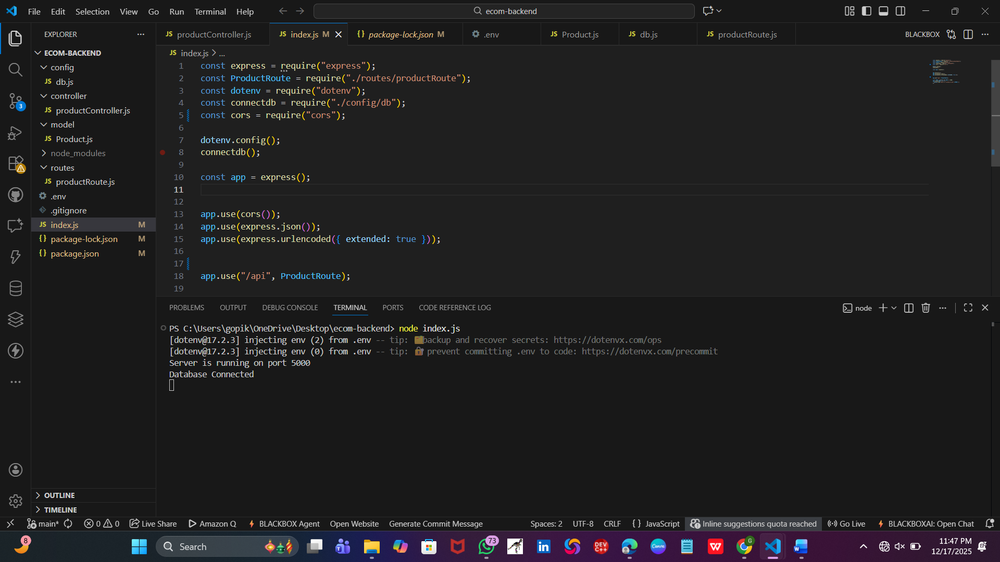 File Edit Selection View Go Run Terminal Help
ecom-backend
EXPLORER
ECOM-BACKEND
config
db.js
controller
productController.js
model
Product.js
node_modules
routes
productRoute.js
.env
.gitignore
index.js M
package-lock.json M
package.json M
OUTLINE
TIMELINE
3
productController.js
index.js M
package-lock.json M
.env
Product.js
db.js
productRoute.js
BLACKBOX
index.js > ...
1 const express = require("express");
2 const ProductRoute = require("./routes/productRoute");
3 const dotenv = require("dotenv");
4 const connectdb = require("./config/db");
5 const cors = require("cors");
6
7 dotenv.config();
8 connectdb();
9
10 const app = express();
11
12
13 app.use(cors());
14 app.use(express.json());
15 app.use(express.urlencoded({ extended: true }));
16
17
18 app.use("/api", ProductRoute);
19
PROBLEMS OUTPUT DEBUG CONSOLE TERMINAL PORTS CODE REFERENCE LOG
node
PS C:\Users\gopik\OneDrive\Desktop\ecom-backend> node index.js
[dotenv@17.2.3] injecting env (2) from .env -- tip: 🗂️ backup and recover secrets: https://dotenvx.com/ops
[dotenv@17.2.3] injecting env (0) from .env -- tip: 🔐 prevent committing .env to code: https://dotenvx.com/precommit
Server is running on port 5000
Database Connected
main* 0 0 Live Share Amazon Q BLACKBOX Agent Open Website Generate Commit Message
Spaces: 2 UTF-8 CRLF {} JavaScript Inline suggestions quota reached Go Live BLACKBOXAI: Open Chat
8
Search
73
DEV C++
Canva
G
11:47 PM
12/17/2025